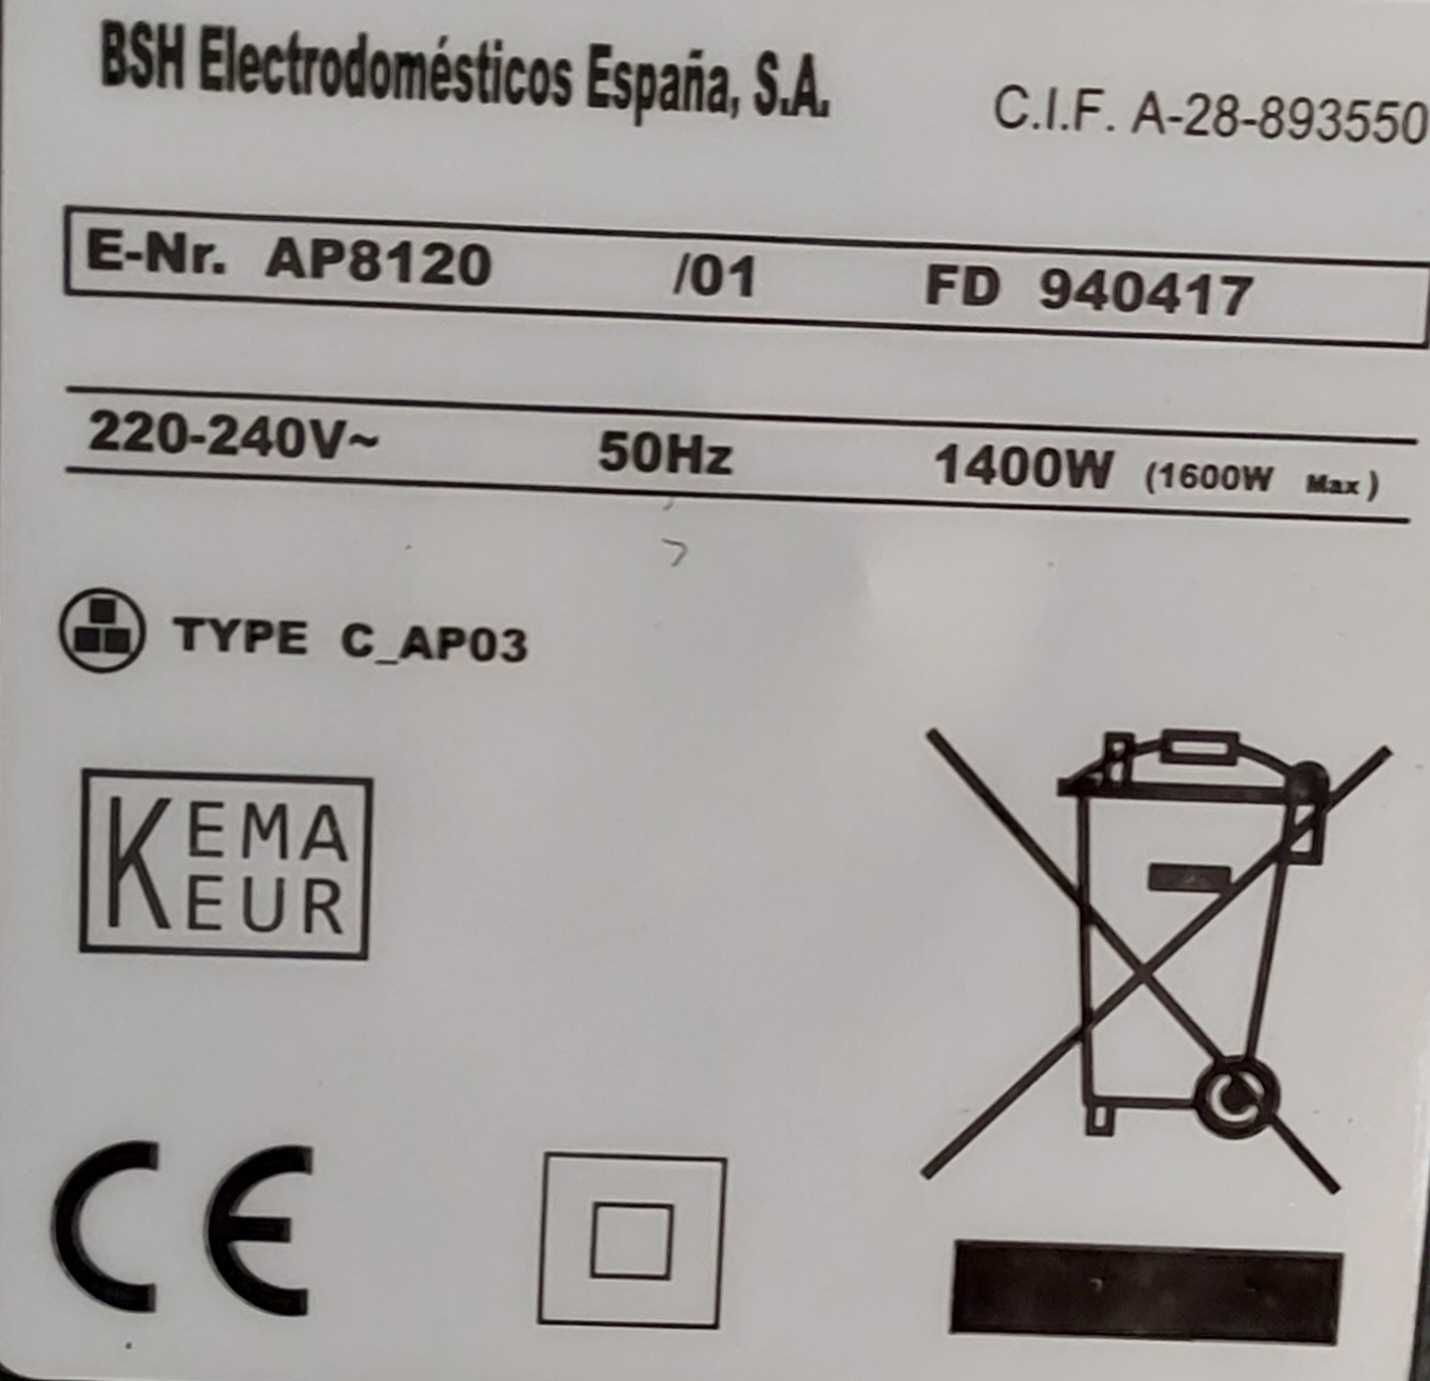 BSH Electrodomésticos España, S.A. C.I.F. A-28-893550
E-Nr. AP8120 /01 FD 940417
220-240V~ 50Hz 1400W (1600W Max)
TYPE C_AP03
KEMA
KEUR
CE